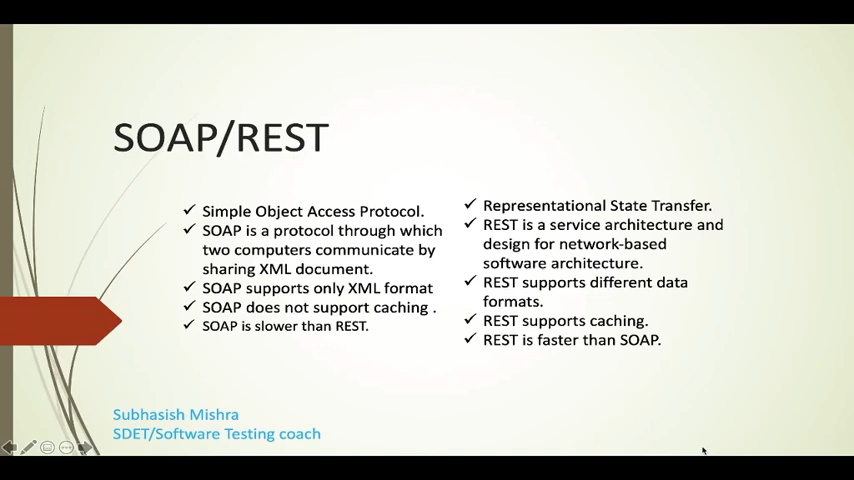 SOAP/REST
✓ Simple Object Access Protocol.
✓ SOAP is a protocol through which
two computers communicate by
sharing XML document.
✓ SOAP supports only XML format
✓ SOAP does not support caching .
✓ SOAP is slower than REST.
✓ Representational State Transfer.
✓ REST is a service architecture and
design for network-based
software architecture.
✓ REST supports different data
formats.
✓ REST supports caching.
✓ REST is faster than SOAP.
Subhasish Mishra
SDET/Software Testing coach